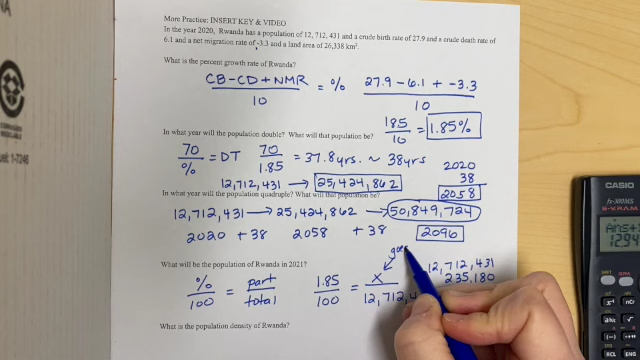 More Practice: INSERT KEY & VIDEO
In the year 2020, Rwanda has a population of 12, 712, 431 and a crude birth rate of 27.9 and a crude death rate of
6.1 and a net migration rate of -3.3 and a land area of 26,338 km².
What is the percent growth rate of Rwanda?
CB-CD+NMR / 10 = % 27.9 - 6.1 + -3.3 / 10
185 / 10 = 1.85%
In what year will the population double? What will that population be?
70 / % = DT 70 / 1.85 = 37.8yrs. ~ 38yrs
2020
38
2058
12,712,431 → 25,424,862
In what year will the population quadruple? What will that population be?
12,712,431 → 25,424,862 → 50,849,724
2020 + 38 2058 + 38 2096
What will be the population of Rwanda in 2021?
% / 100 = part / total 1.85 / 100 = x / 12,712,4
12,712,431
235,180
What is the population density of Rwanda?
1-7246
fx-300MS
Ans+
1294